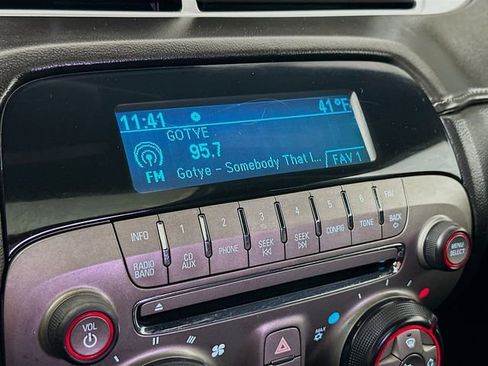 11:41 41°F
GOTYE
95.7
FM Gotye - Somebody That I... FAV 1
INFO 1 2 3 4 5 6 FAV
RADIO BAND CD AUX PHONE SEEK SEEK CONFIG TONE BACK
MENU SELECT
VOL
MAX